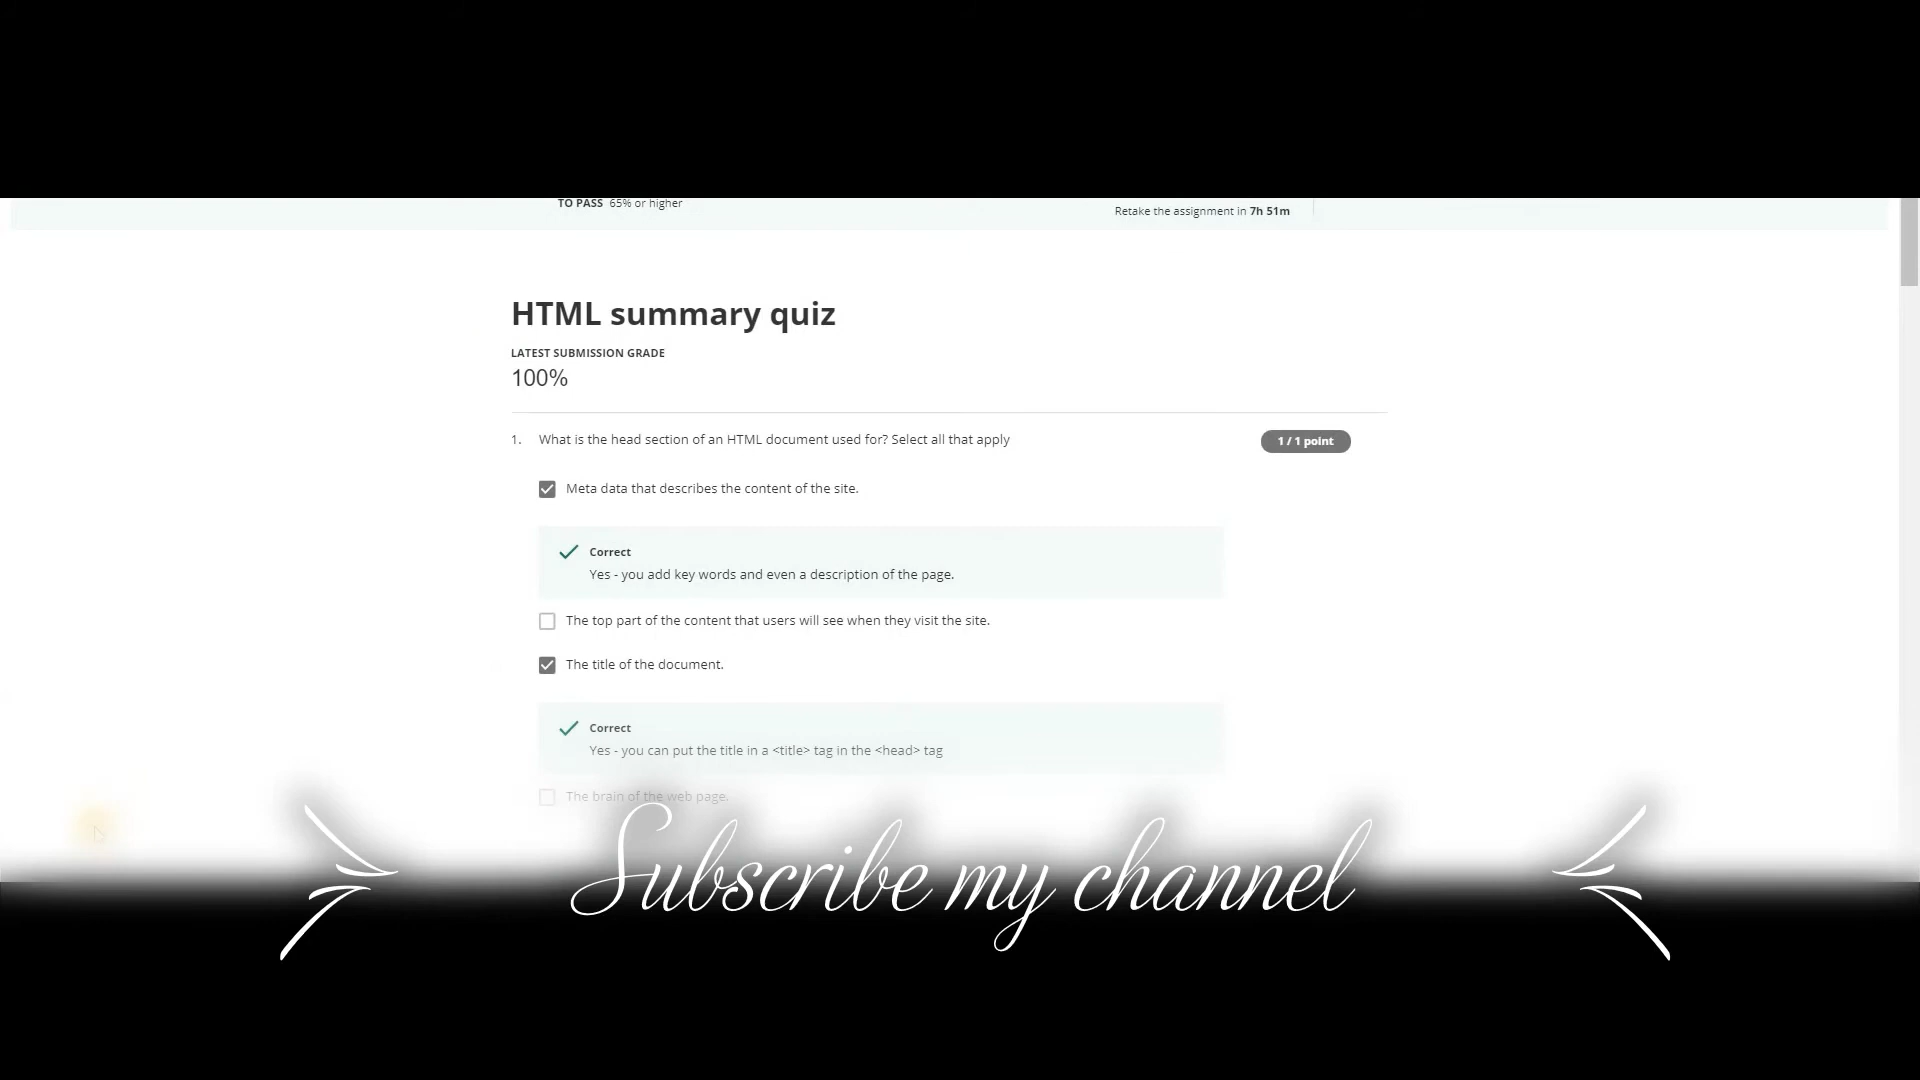 TO PASS 65% or higher
Retake the assignment in 7h 51m
HTML summary quiz
LATEST SUBMISSION GRADE
100%
1. What is the head section of an HTML document used for? Select all that apply
1 / 1 point
Meta data that describes the content of the site.
Correct
Yes - you add key words and even a description of the page.
The top part of the content that users will see when they visit the site.
The title of the document.
Correct
Yes - you can put the title in a <title> tag in the <head> tag
The brain of the web page.
Subscribe my channel